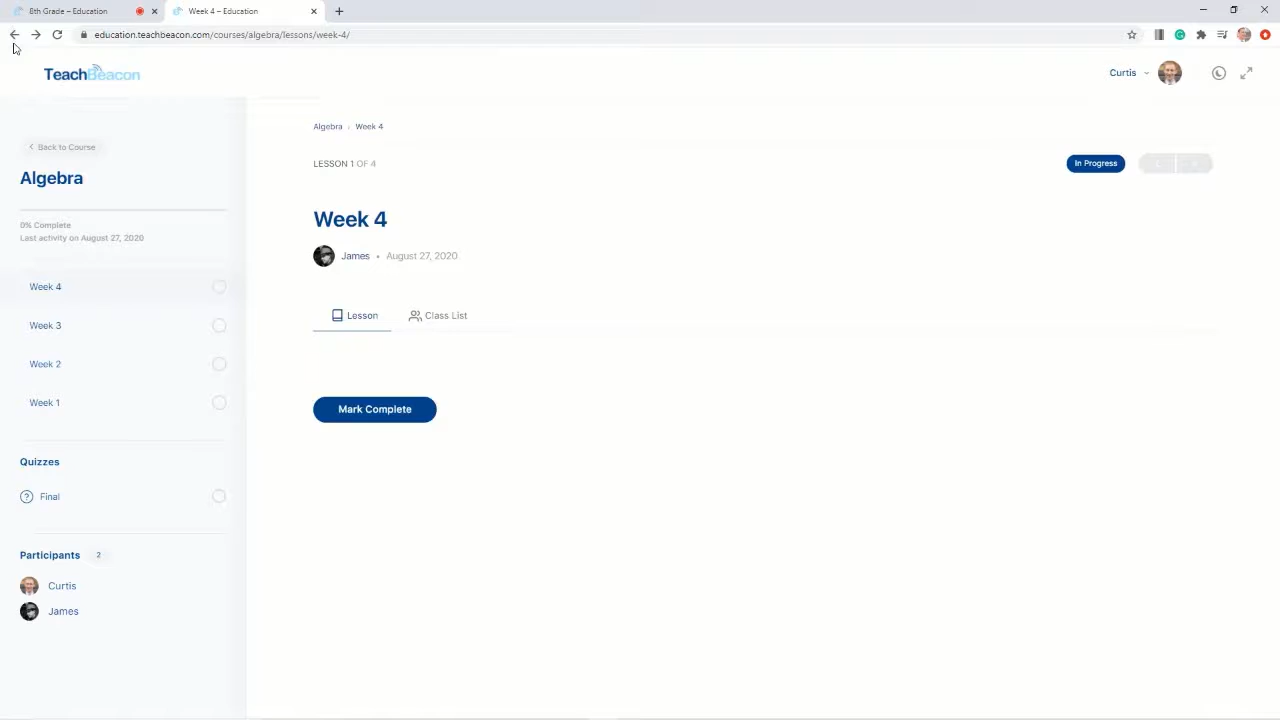 8th Grade – Education
Week 4 – Education
education.teachbeacon.com/courses/algebra/lessons/week-4/
TeachBeacon
Curtis
Back to Course
Algebra
0% Complete
Last activity on August 27, 2020
Week 4
Week 3
Week 2
Week 1
Quizzes
Final
Participants 2
Curtis
James
Algebra › Week 4
LESSON 1 OF 4
In Progress
Week 4
James • August 27, 2020
Lesson
Class List
Mark Complete